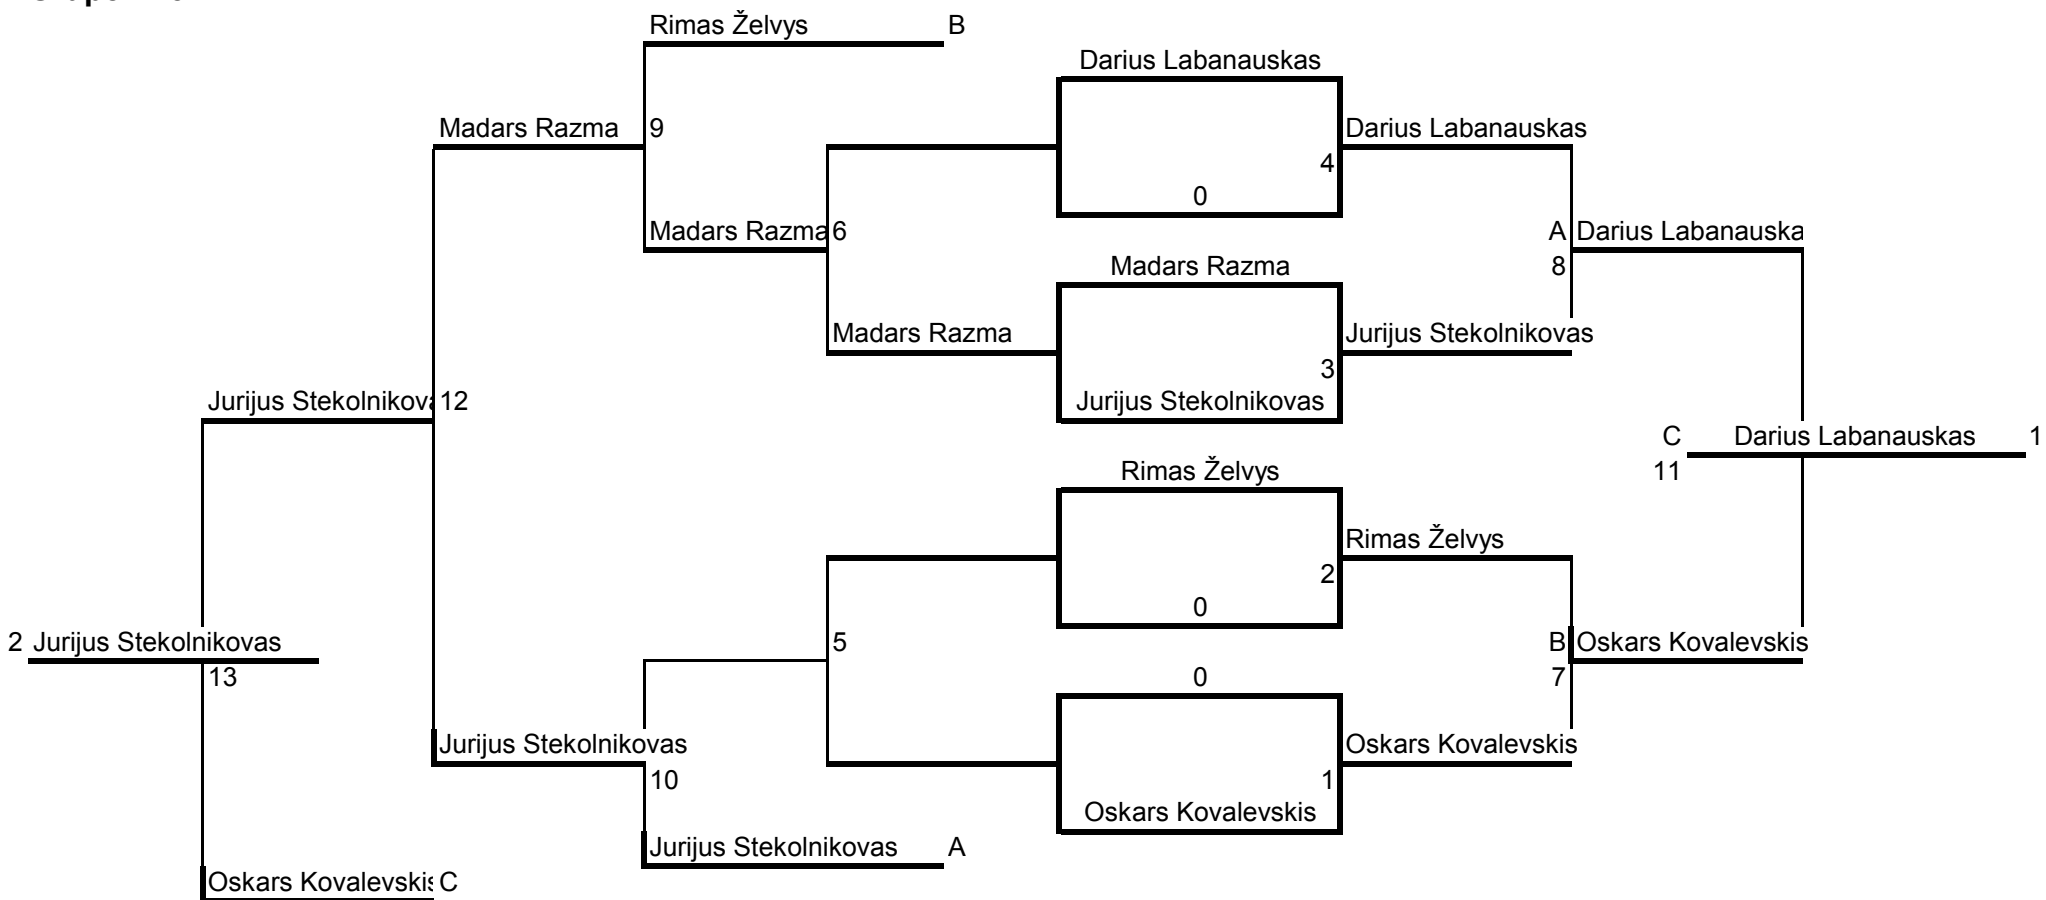 Rimas Želvys B
Darius Labanauskas
Madars Razma 9 Darius Labanauskas
4
0
Madars Razma 6 A Darius Labanauska
Madars Razma 8
Madars Razma Jurijus Stekolnikovas
3
Jurijus Stekolnikova 12 Jurijus Stekolnikovas
C Darius Labanauskas 1
Rimas Želvys 11
Rimas Želvys
2
0
2 Jurijus Stekolnikovas 5 B Oskars Kovalevskis
13 0 7
Jurijus Stekolnikovas Oskars Kovalevskis
10 1
Oskars Kovalevskis
Jurijus Stekolnikovas A
Oskars Kovalevskis C